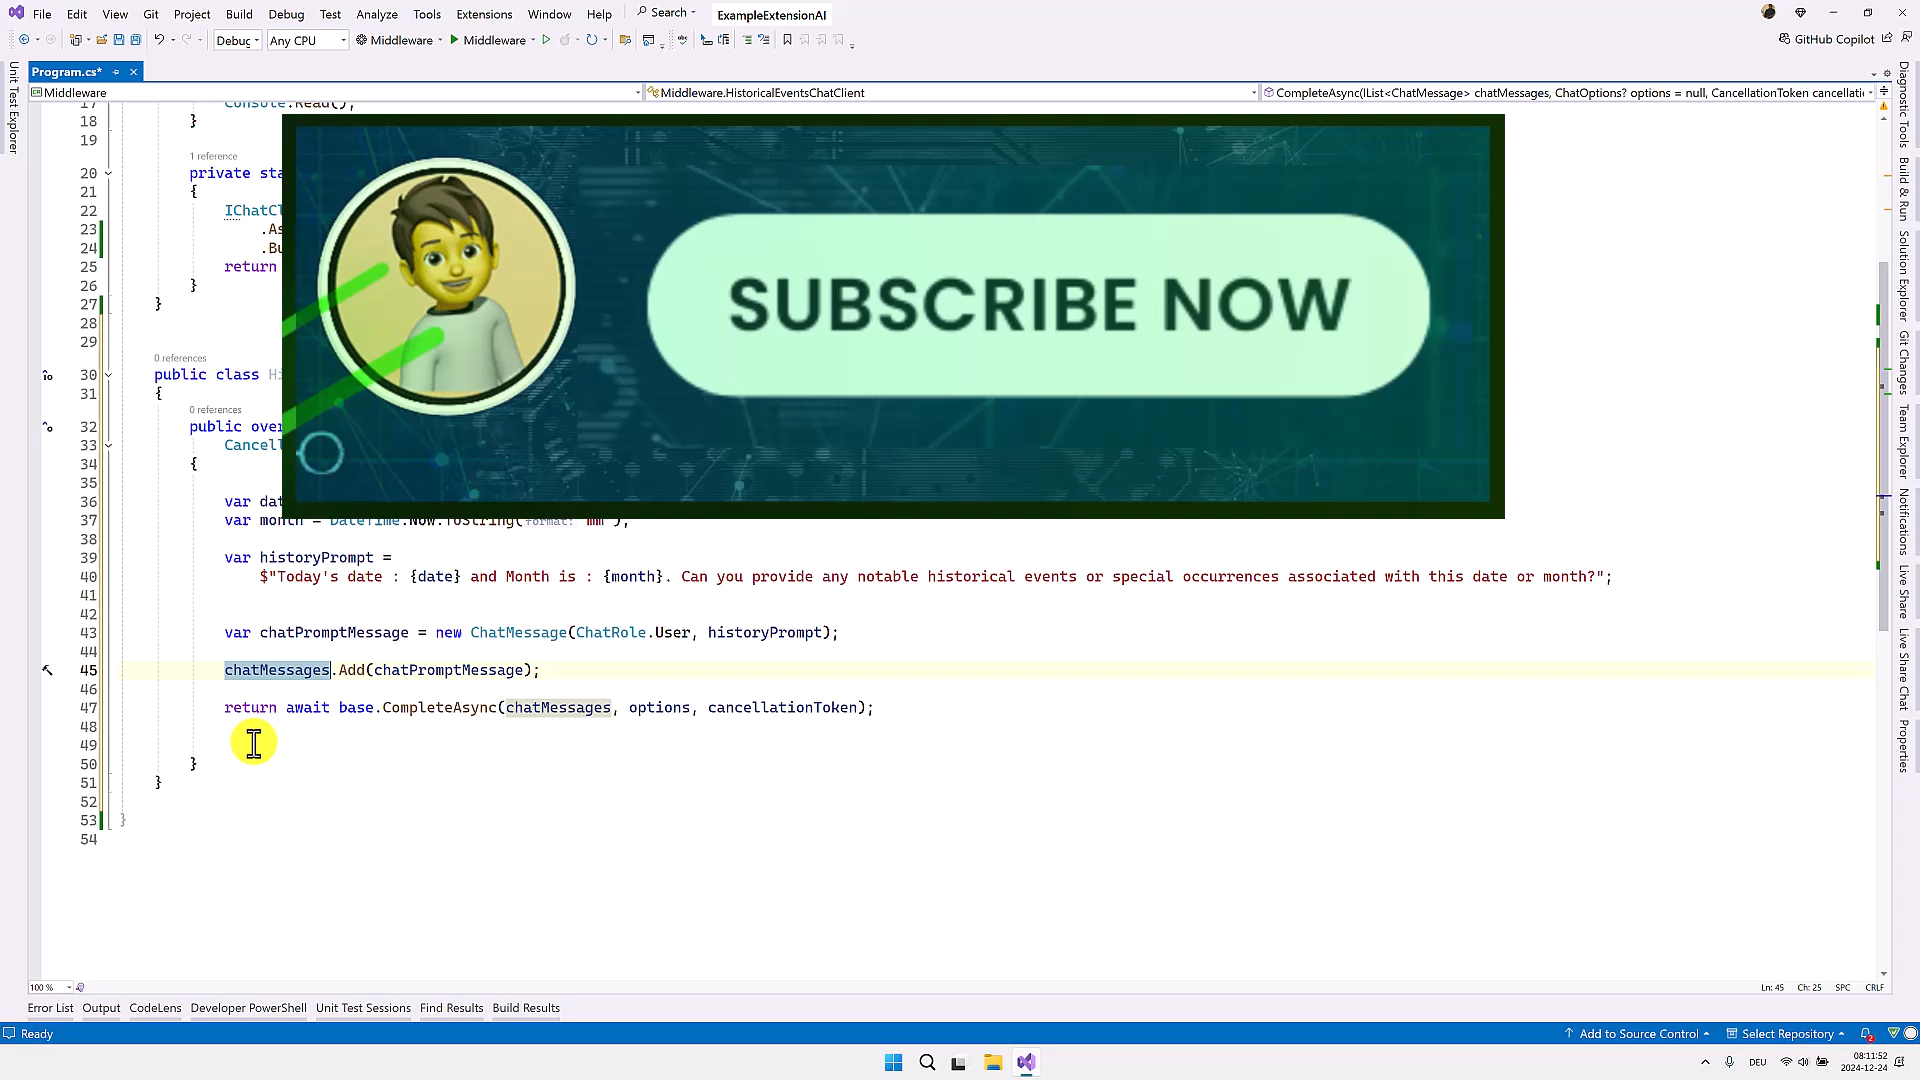 File Edit View Git Project Build Debug Test Analyze Tools Extensions Window Help Search ExampleExtensionAI
Debug Any CPU Middleware Middleware GitHub Copilot
Program.cs*
Middleware Middleware.HistoricalEventsChatClient CompleteAsync(IList<ChatMessage> chatMessages, ChatOptions? options = null, CancellationToken cancellati
Unit Test Explorer
17 Console.Read();
18 }
19
1 reference
20 private sta
21 {
22 IChatCl
23 .As
24 .Bu
25 return
26 }
27 }
28
29
0 references
30 public class Hi
31 {
0 references
32 public over
33 Cancell
34 {
35
36 var dat
37 var month = DateTime.Now.ToString(format: "mm");
38
39 var historyPrompt =
40 $"Today's date : {date} and Month is : {month}. Can you provide any notable historical events or special occurrences associated with this date or month?";
41
42
43 var chatPromptMessage = new ChatMessage(ChatRole.User, historyPrompt);
44
45 chatMessages.Add(chatPromptMessage);
46
47 return await base.CompleteAsync(chatMessages, options, cancellationToken);
48
49
50 }
51 }
52
53 }
54
SUBSCRIBE NOW
Diagnostic Tools
Build & Run
Solution Explorer
Git Changes
Team Explorer
Notifications
Live Share
Live Share Chat
Properties
100 % Ln: 45 Ch: 25 SPC CRLF
Error List Output CodeLens Developer PowerShell Unit Test Sessions Find Results Build Results
Ready Add to Source Control Select Repository 2
DEU 08:11:52
2024-12-24